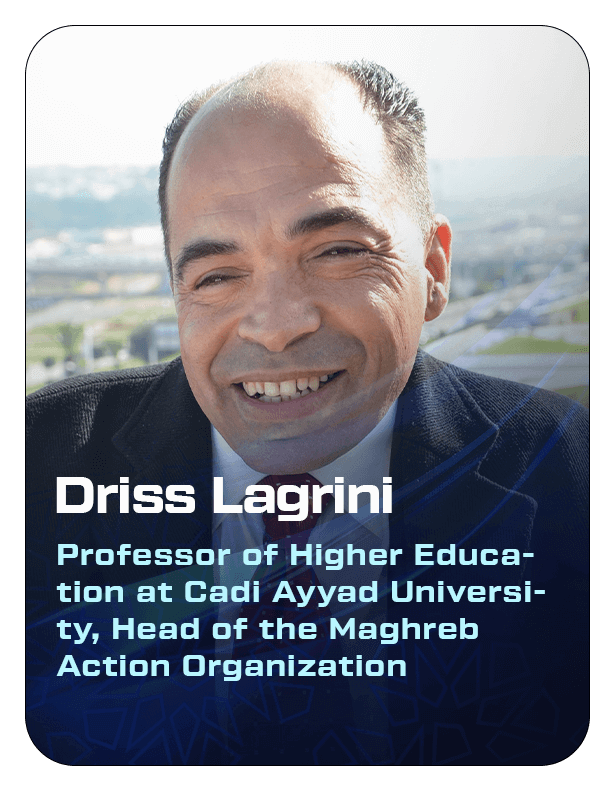 Driss Lagrini
Professor of Higher Educa-
tion at Cadi Ayyad Universi-
ty, Head of the Maghreb
Action Organization